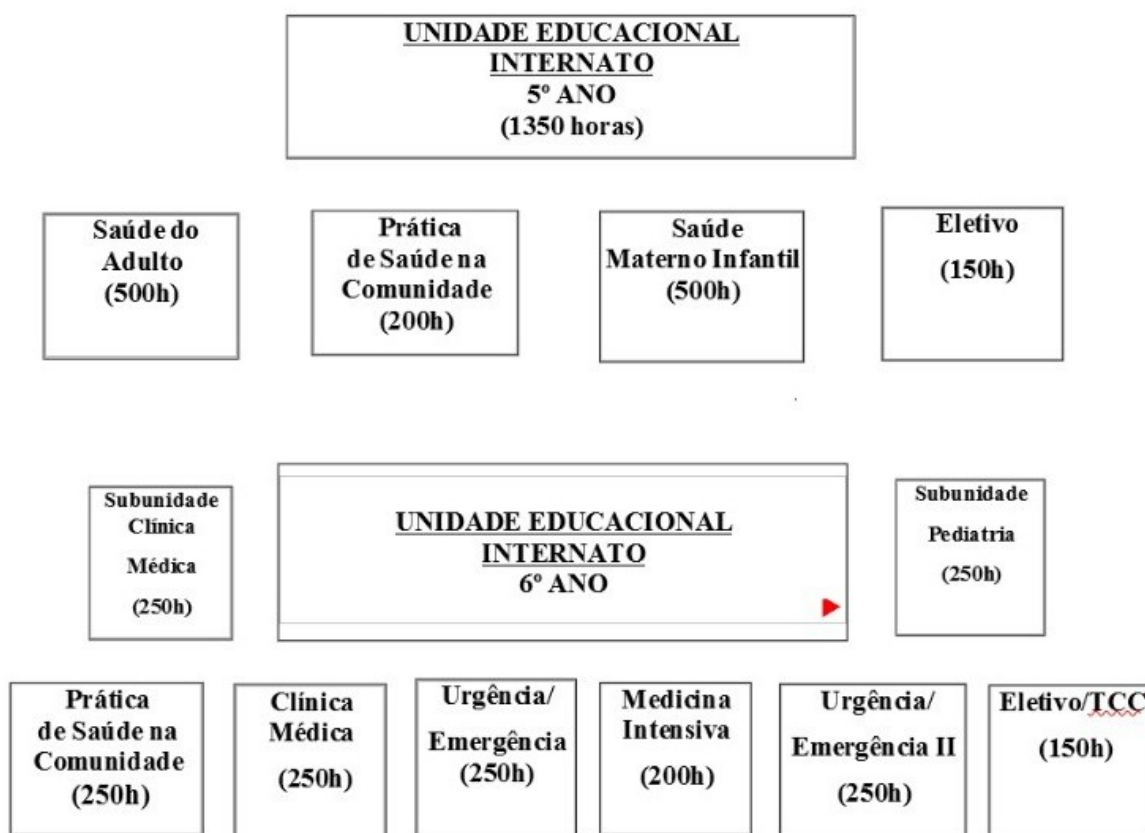 UNIDADE EDUCACIONAL
INTERNATO
5º ANO
(1350 horas)
Saúde do
Adulto
(500h)
Prática
de Saúde na
Comunidade
(200h)
Saúde
Materno Infantil
(500h)
Eletivo
(150h)
Subunidade
Clínica
Médica
(250h)
UNIDADE EDUCACIONAL
INTERNATO
6º ANO
Subunidade
Pediatria
(250h)
Prática
de Saúde na
Comunidade
(250h)
Clínica
Médica
(250h)
Urgência/
Emergência
(250h)
Medicina
Intensiva
(200h)
Urgência/
Emergência II
(250h)
Eletivo/TCC
(150h)